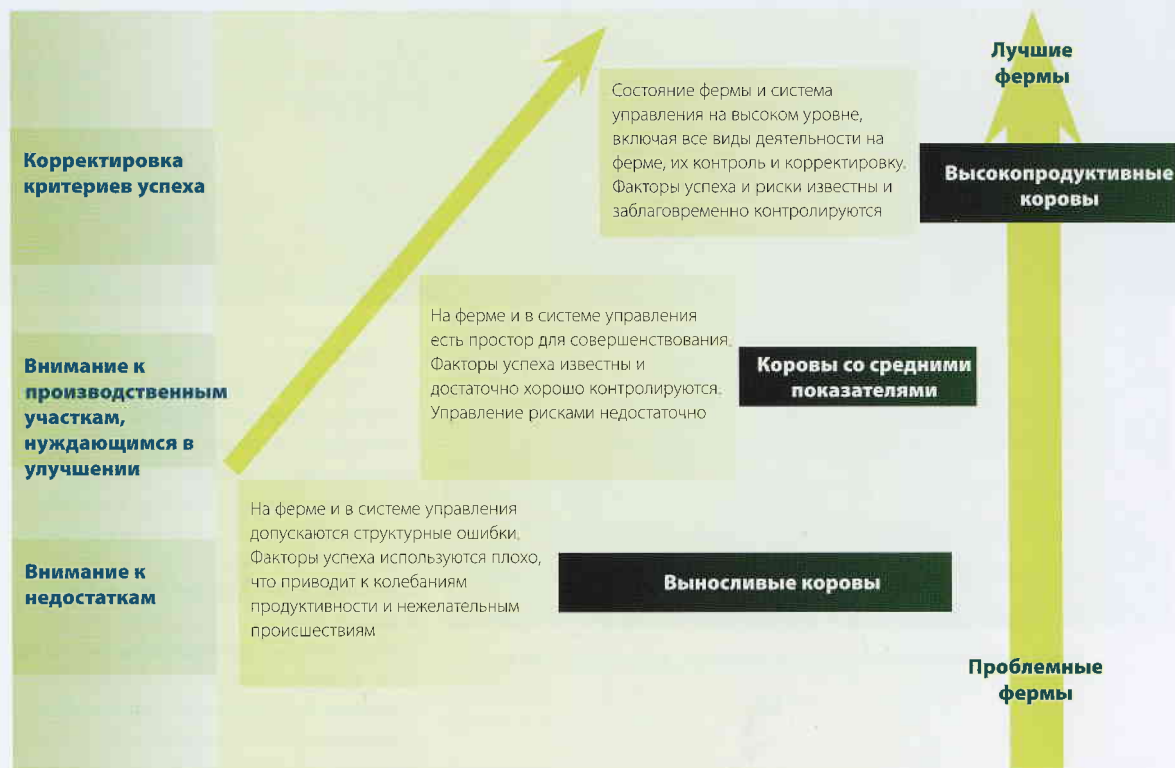 Лучшие
фермы
Корректировка
критериев успеха
Состояние фермы и система
управления на высоком уровне,
включая все виды деятельности на
ферме, их контроль и корректировку.
Факторы успеха и риски известны и
заблаговременно контролируются
Высокопродуктивные
коровы
Внимание к
производственным
участкам,
нуждающимся в
улучшении
На ферме и в системе управления
есть простор для совершенствования.
Факторы успеха известны и
достаточно хорошо контролируются.
Управление рисками недостаточно
Коровы со средними
показателями
Внимание к
недостаткам
На ферме и в системе управления
допускаются структурные ошибки.
Факторы успеха используются плохо,
что приводит к колебаниям
продуктивности и нежелательным
происшествиям
Выносливые коровы
Проблемные
фермы